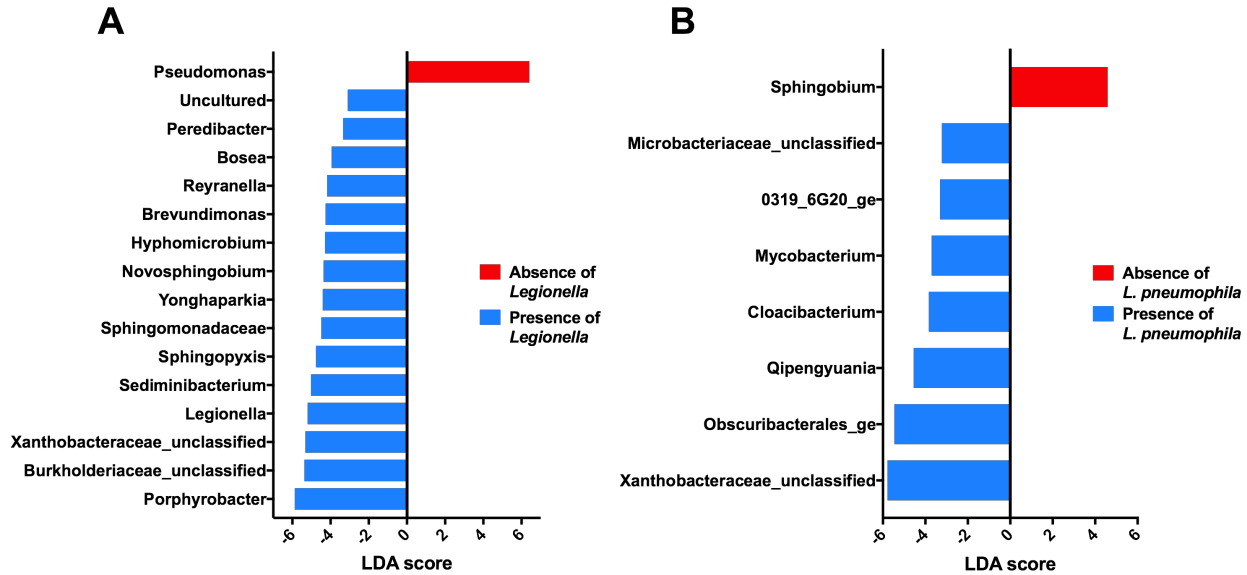 A
Pseudomonas
Uncultured
Peredibacter
Bosea
Reyranella
Brevundimonas
Hyphomicrobium
Novosphingobium
Yonghaparkia
Sphingomonadaceae
Sphingopyxis
Sediminibacterium
Legionella
Xanthobacteraceae_unclassified
Burkholderiaceae_unclassified
Porphyrobacter
-6 -4 -2 0 2 4 6
LDA score
Absence of
Legionella
Presence of
Legionella
B
Sphingobium
Microbacteriaceae_unclassified
0319_6G20_ge
Mycobacterium
Cloacibacterium
Qipengyuania
Obscuribacterales_ge
Xanthobacteraceae_unclassified
-6 -4 -2 0 2 4 6
LDA score
Absence of
L. pneumophila
Presence of
L. pneumophila